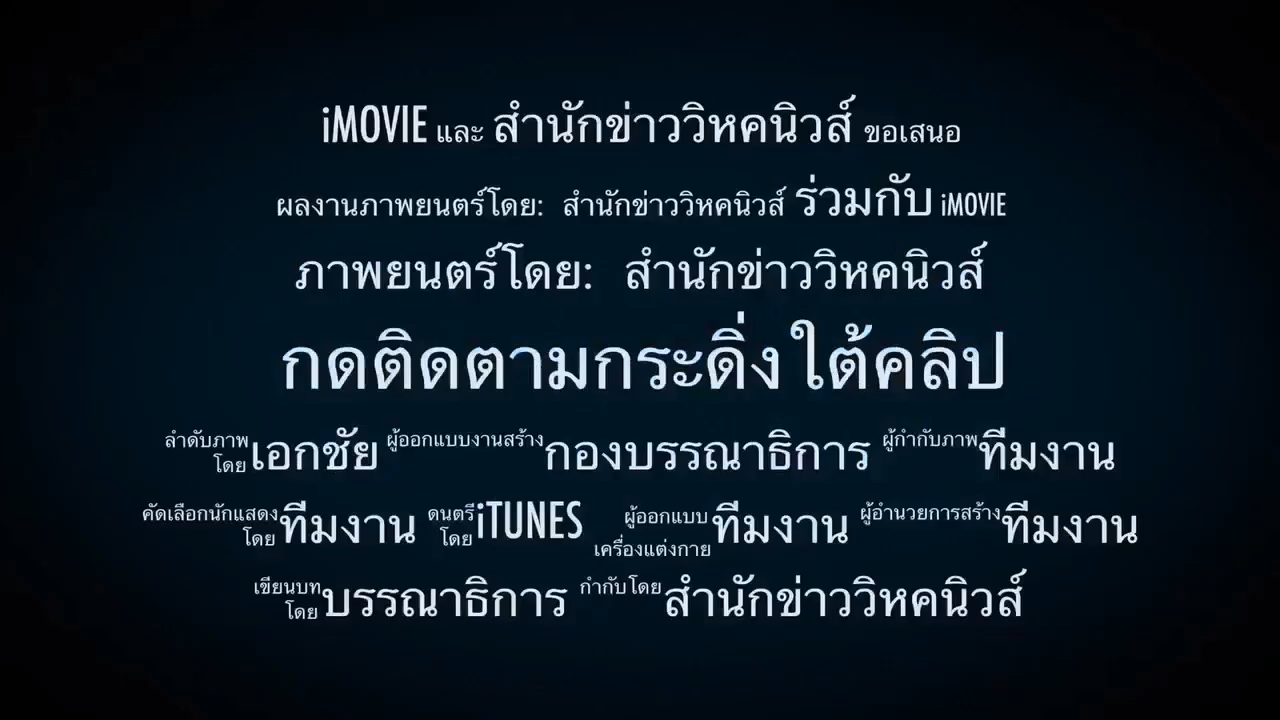 iMOVIE และ สำนักข่าววิหคนิวส์ ขอเสนอ
ผลงานภาพยนตร์โดย: สำนักข่าววิหคนิวส์ ร่วมกับ iMOVIE
ภาพยนตร์โดย: สำนักข่าววิหคนิวส์
กดติดตามกระดิ่ง ใต้คลิป
ลำดับภาพโดย เอกชัย ผู้ออกแบบงานสร้าง กองบรรณาธิการ ผู้กำกับภาพ ทีมงาน
คัดเลือกนักแสดงโดย ทีมงาน ดนตรีโดย iTUNES ผู้ออกแบบเครื่องแต่งกาย ทีมงาน ผู้อำนวยการสร้าง ทีมงาน
เขียนบทโดย บรรณาธิการ กำกับโดย สำนักข่าววิหคนิวส์